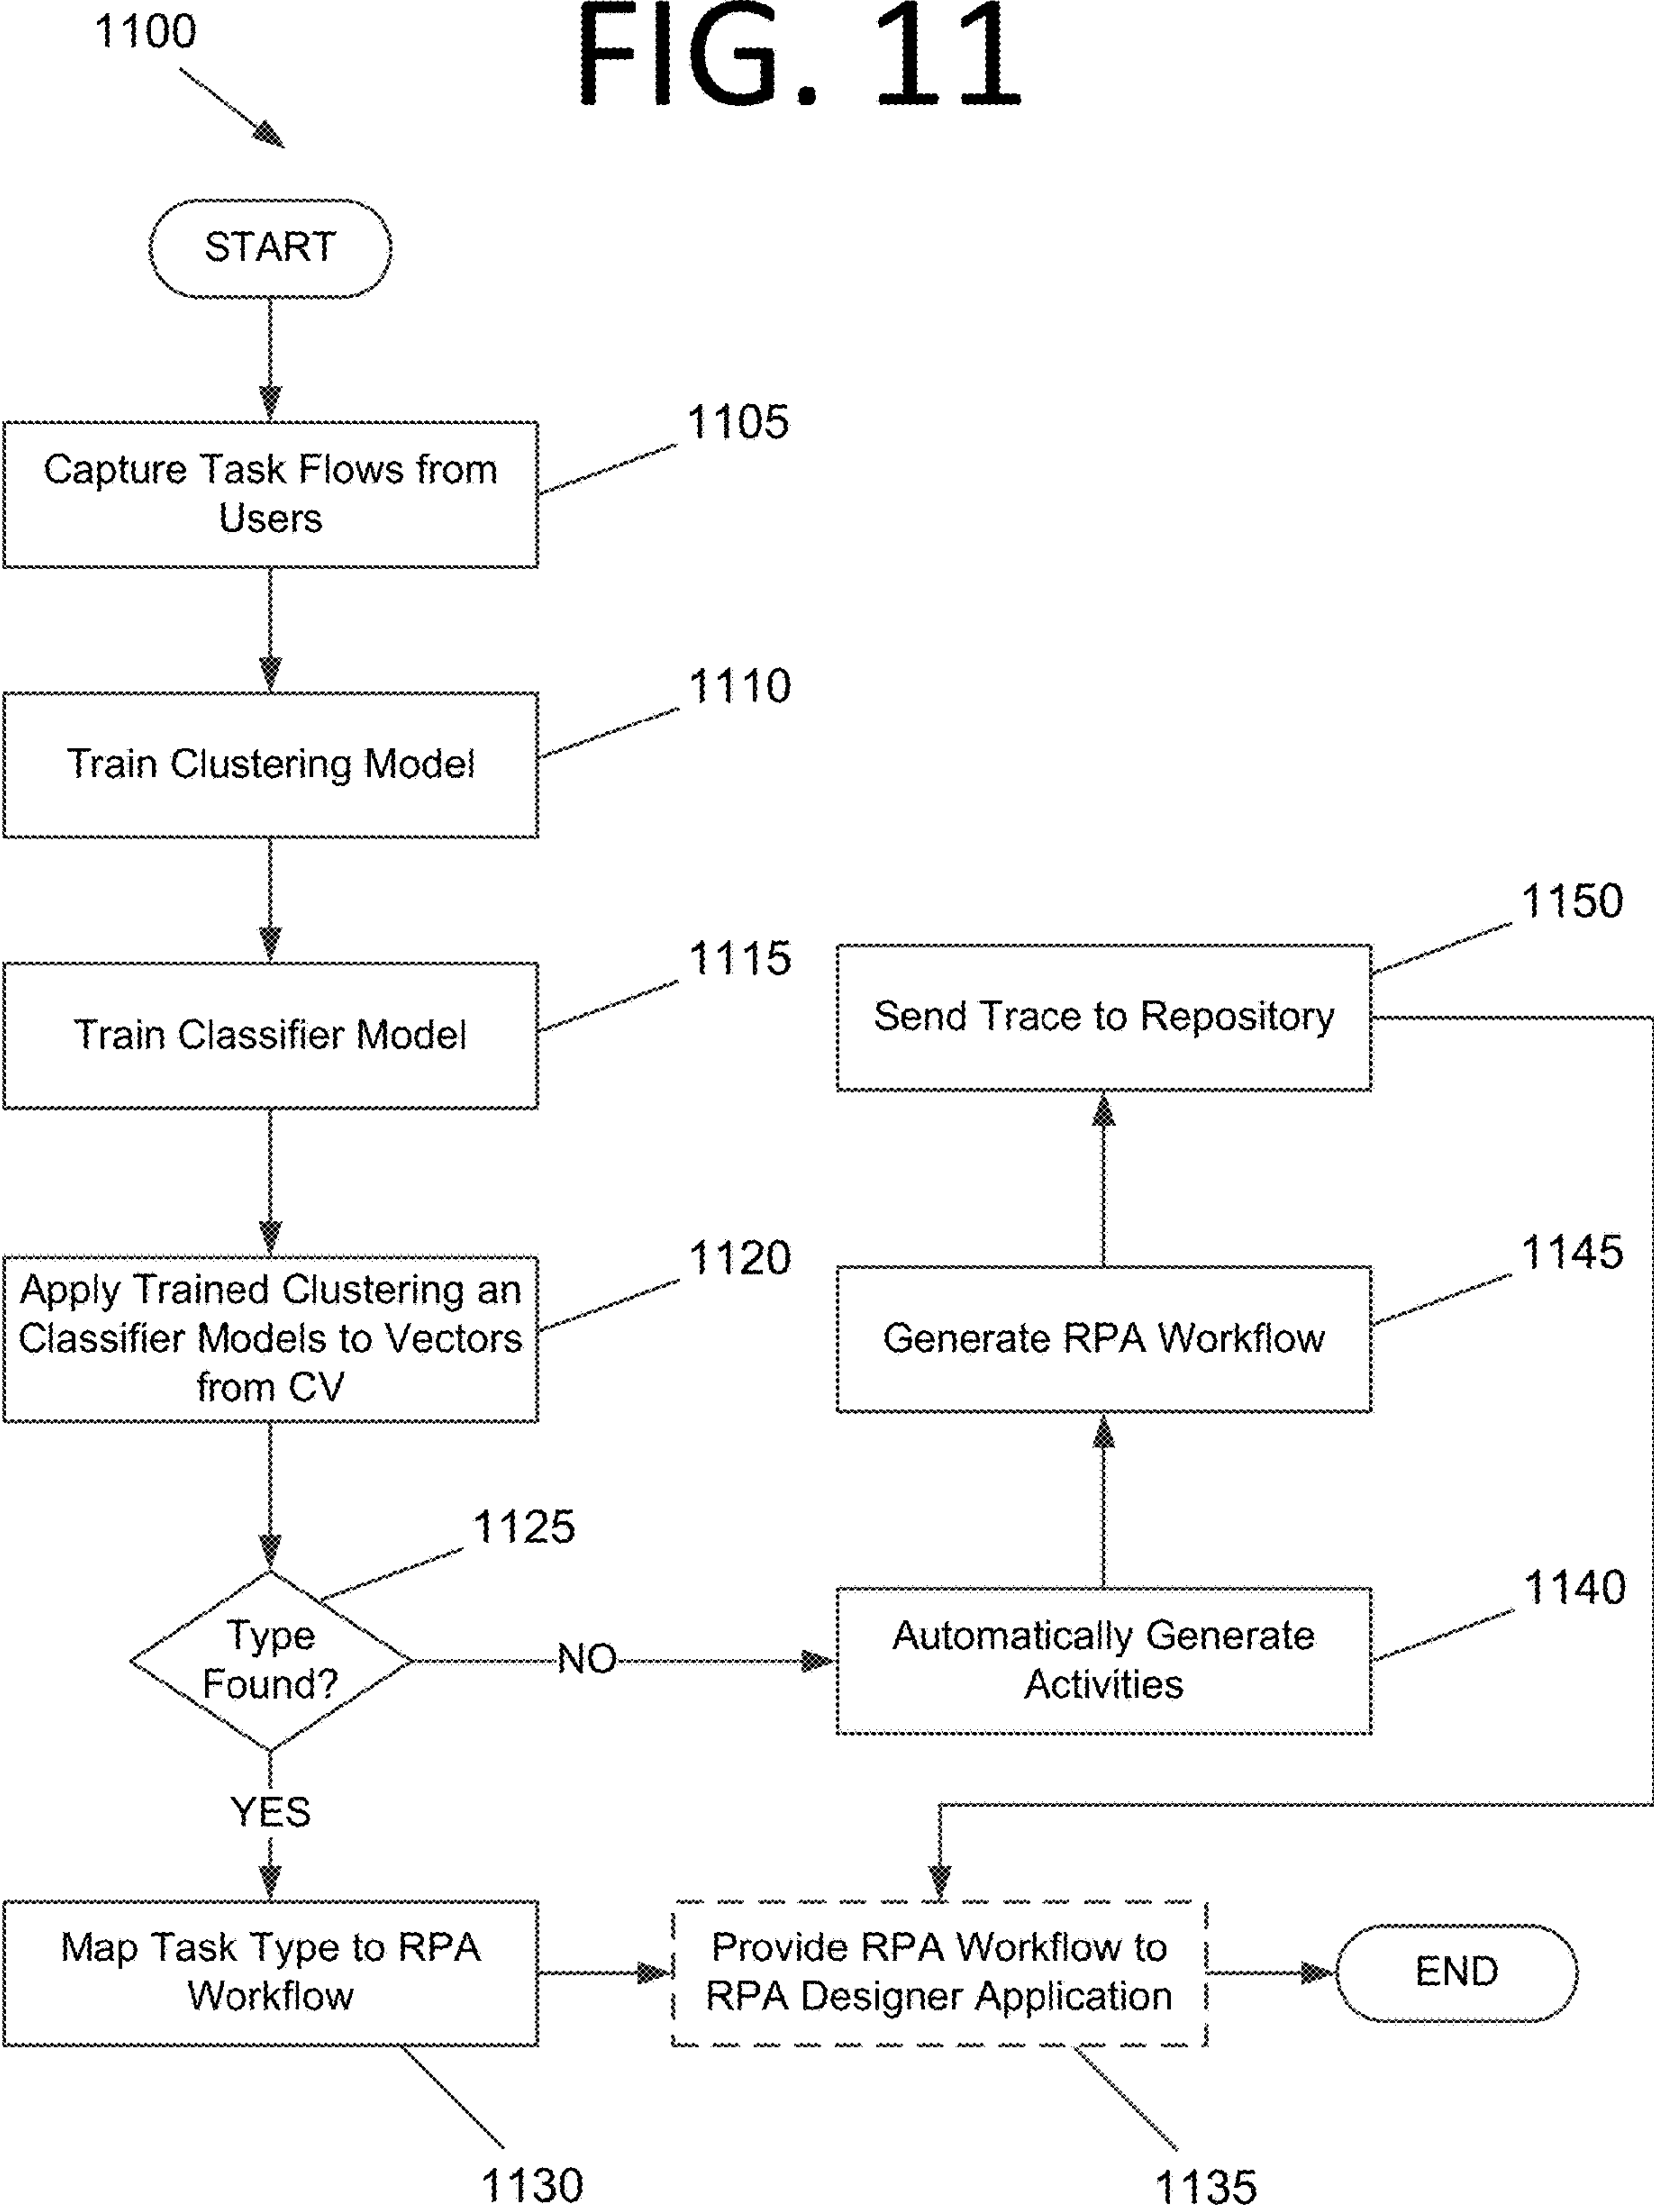 FIG. 11
1100
START
1105
Capture Task Flows from
Users
1110
Train Clustering Model
1115
Train Classifier Model
1120
Apply Trained Clustering an
Classifier Models to Vectors
from CV
1125
Type
Found?
NO
YES
1130
Map Task Type to RPA
Workflow
1135
Provide RPA Workflow to
RPA Designer Application
END
1140
Automatically Generate
Activities
1145
Generate RPA Workflow
1150
Send Trace to Repository